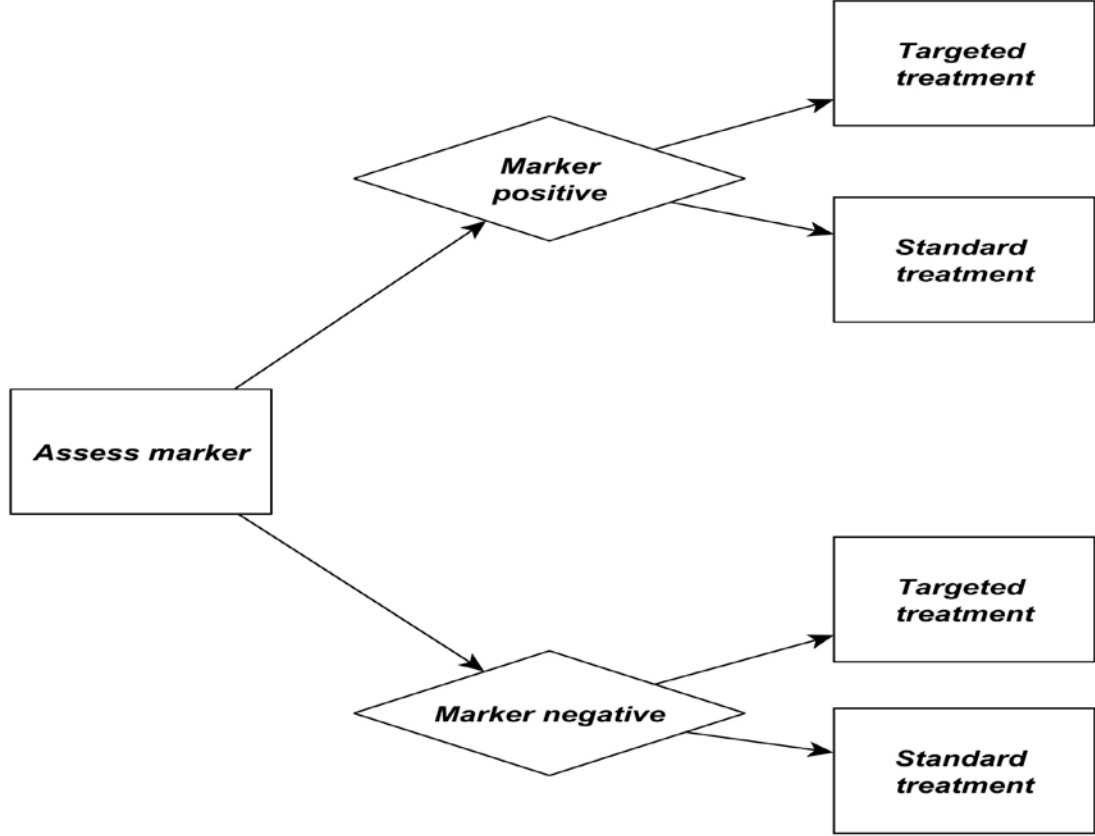 Targeted
treatment
Marker
positive
Standard
treatment
Assess marker
Targeted
treatment
Marker negative
Standard
treatment